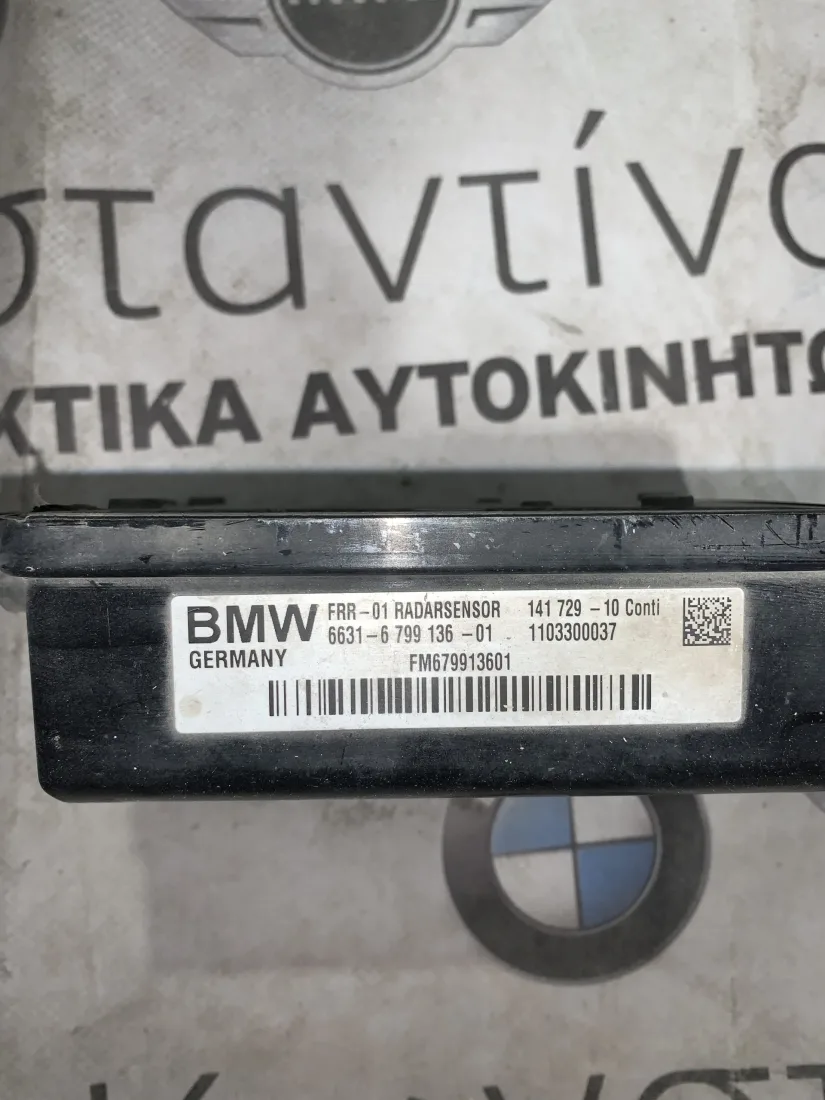 σταντίνο
ΚΤΙΚΑ ΑΥΤΟΚΙΝΗΤΩ
BMW FRR-01 RADARSENSOR 141 729 -10 Conti
6631-6 799 136 -01 1103300037
GERMANY FM679913601